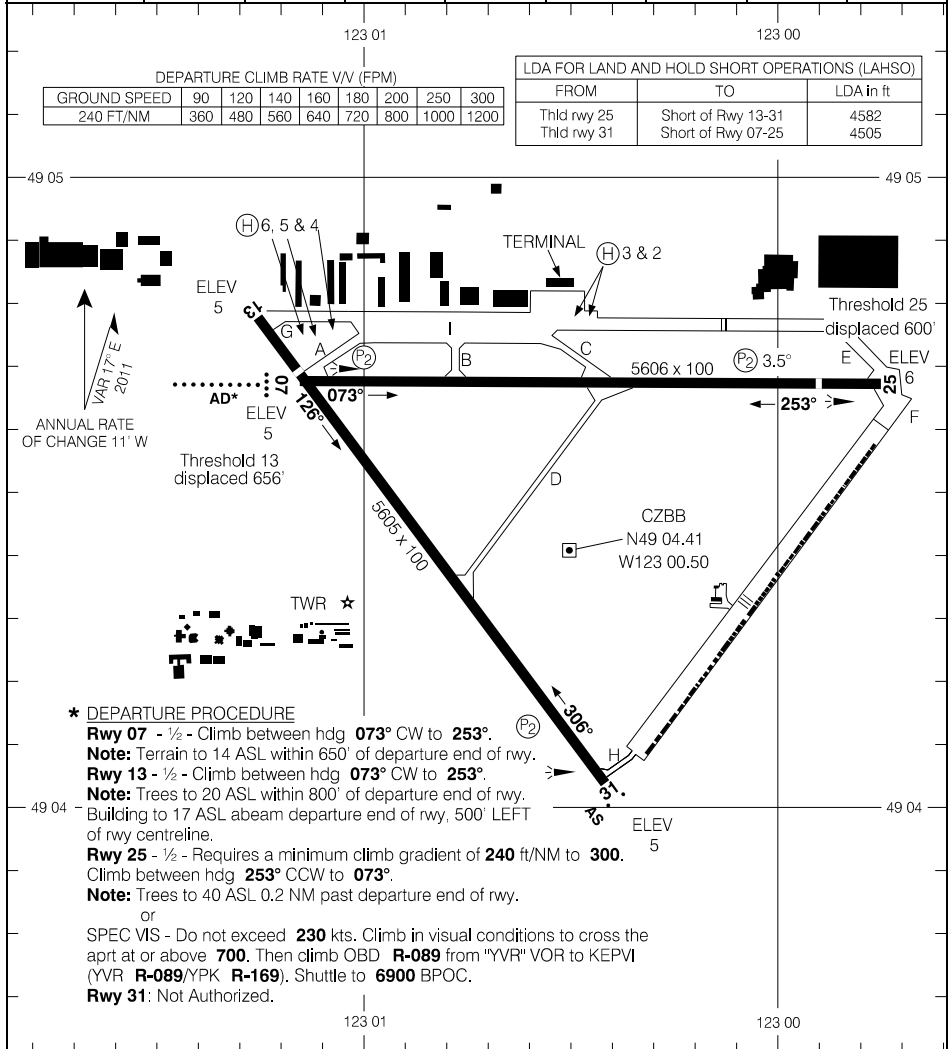 123 01
123 00
DEPARTURE CLIMB RATE V/V (FPM)
GROUND SPEED 90 120 140 160 180 200 250 300
240 FT/NM 360 480 560 640 720 800 1000 1200
LDA FOR LAND AND HOLD SHORT OPERATIONS (LAHSO)
FROM TO LDA in ft
Thld rwy 25 Short of Rwy 13-31 4582
Thld rwy 31 Short of Rwy 07-25 4505
49 05
49 05
H 6, 5 & 4
TERMINAL
H 3 & 2
ELEV
5
13
Threshold 25
displaced 600'
G
A
I
B
C
E
ELEV
6
P2
5606 x 100
P2 3.5°
VAR 17° E
2011
ANNUAL RATE
OF CHANGE 11' W
AD*
07
073°
253°
25
F
ELEV
5
126°
Threshold 13
displaced 656'
D
5605 x 100
CZBB
N49 04.41
W123 00.50
TWR
P2
306°
H
31
AS
ELEV
5
* DEPARTURE PROCEDURE
Rwy 07 - ½ - Climb between hdg 073° CW to 253°.
Note: Terrain to 14 ASL within 650' of departure end of rwy.
Rwy 13 - ½ - Climb between hdg 073° CW to 253°.
Note: Trees to 20 ASL within 800' of departure end of rwy.
49 04
49 04
Building to 17 ASL abeam departure end of rwy, 500' LEFT
of rwy centreline.
Rwy 25 - ½ - Requires a minimum climb gradient of 240 ft/NM to 300.
Climb between hdg 253° CCW to 073°.
Note: Trees to 40 ASL 0.2 NM past departure end of rwy.
or
SPEC VIS - Do not exceed 230 kts. Climb in visual conditions to cross the
aprt at or above 700. Then climb OBD R-089 from "YVR" VOR to KEPVI
(YVR R-089/YPK R-169). Shuttle to 6900 BPOC.
Rwy 31: Not Authorized.
123 01
123 00